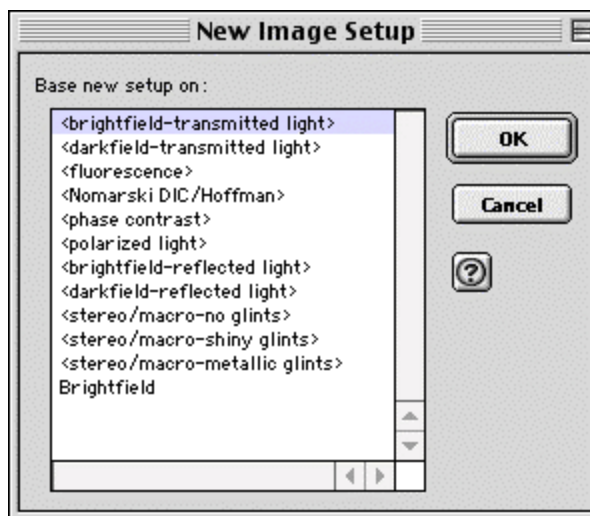 New Image Setup
Base new setup on:
<brightfield-transmitted light>
<darkfield-transmitted light>
<fluorescence>
<Nomarski DIC/Hoffman>
<phase contrast>
<polarized light>
<brightfield-reflected light>
<darkfield-reflected light>
<stereo/macro-no glints>
<stereo/macro-shiny glints>
<stereo/macro-metallic glints>
Brightfield
OK
Cancel
?